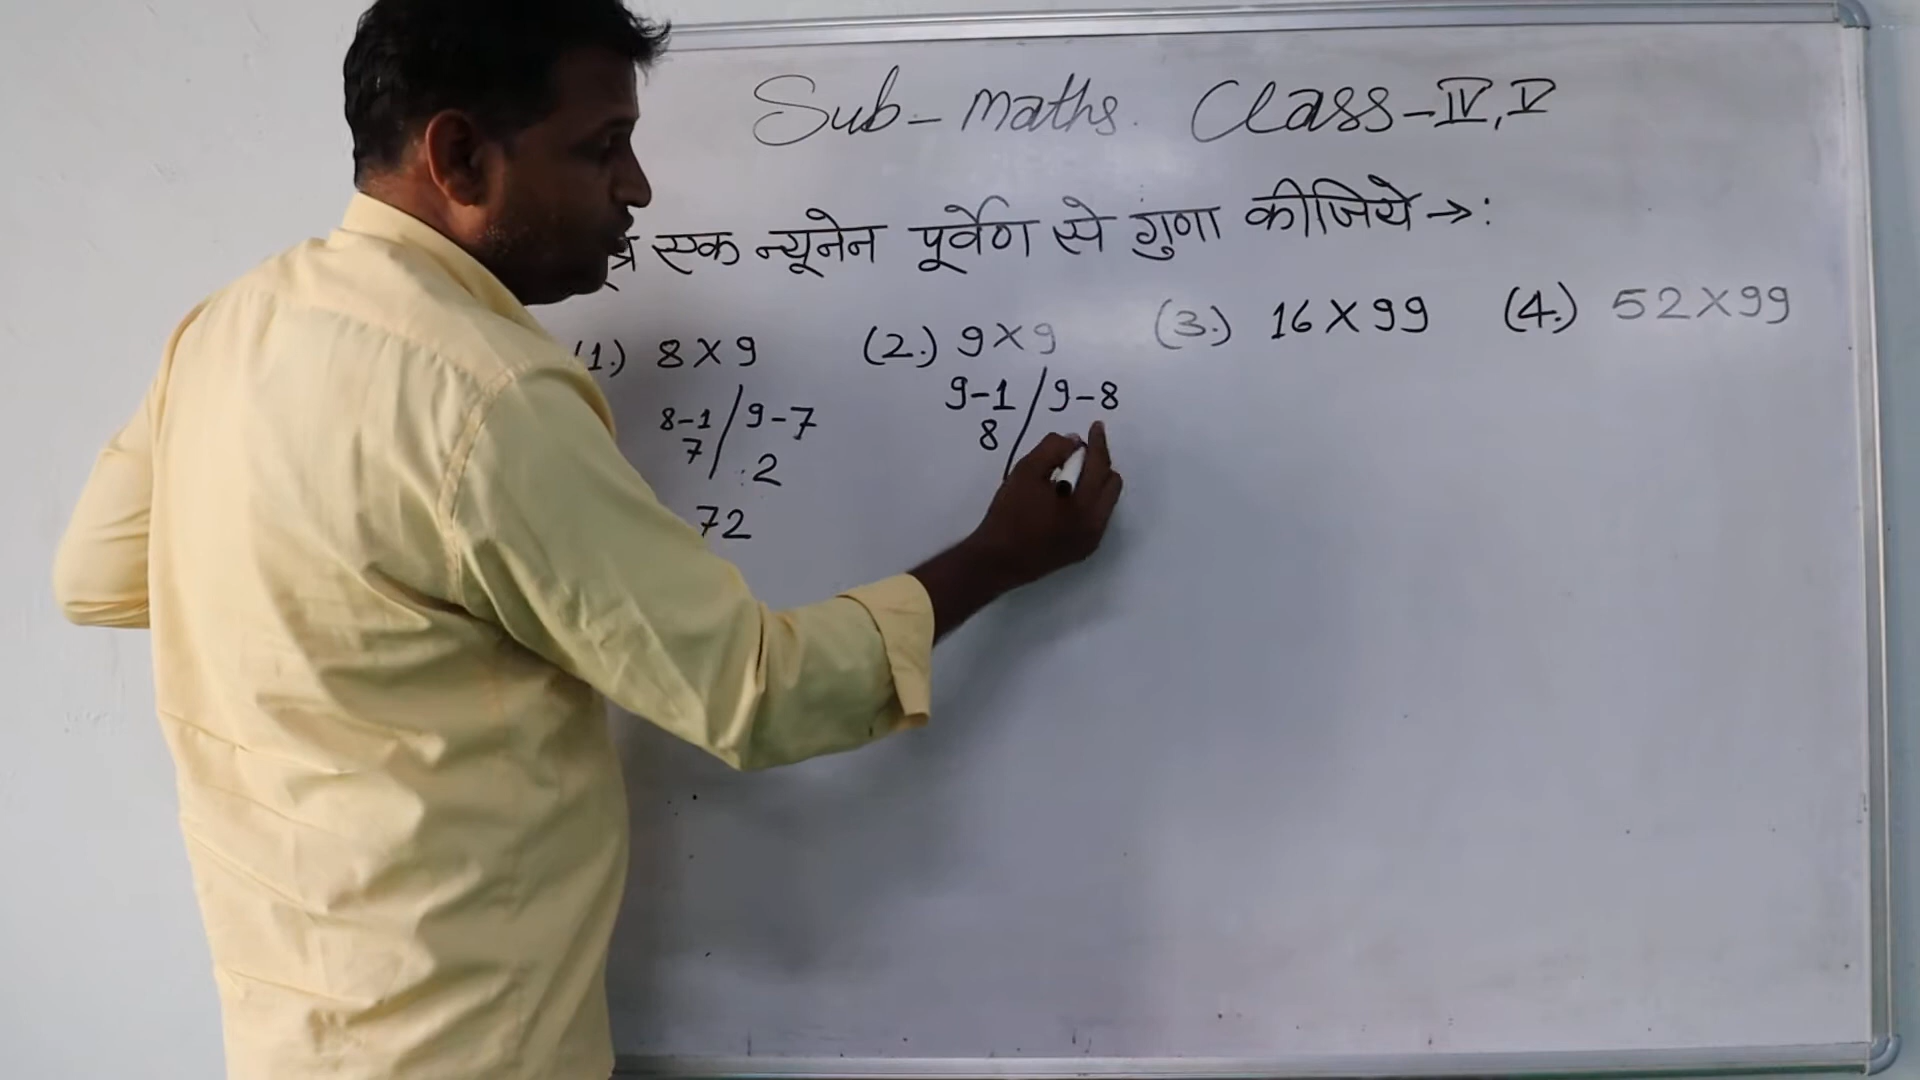 Sub- maths. Class-IV, V
एक न्यूनेन पूर्वेण से गुणा कीजिये →:
(1.) 8 X 9 (2.) 9 X 9 (3.) 16 X 99 (4.) 52 X 99
8-1 / 9-7 9-1 / 9-8
7 / 2 8 /
72